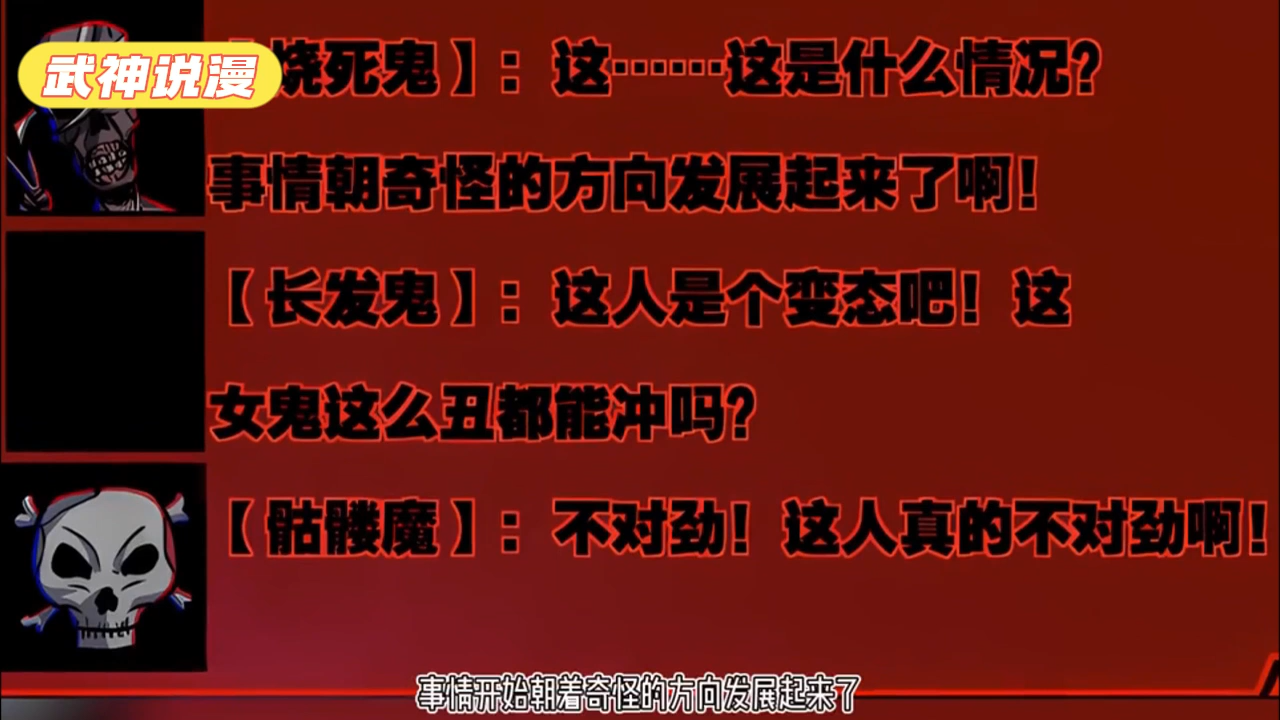 武神说漫
【烧死鬼】：这……这是什么情况？
事情朝奇怪的方向发展起来了啊！
【长发鬼】：这人是个变态吧！这
女鬼这么丑都能冲吗？
【骷髅魔】：不对劲！这人真的不对劲啊！
事情开始朝着奇怪的方向发展起来了